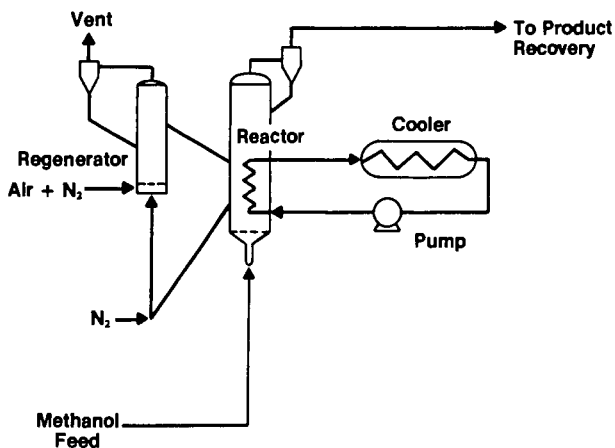 Vent
To Product
Recovery
Reactor
Cooler
Regenerator
Air + N₂
Pump
N₂
Methanol
Feed